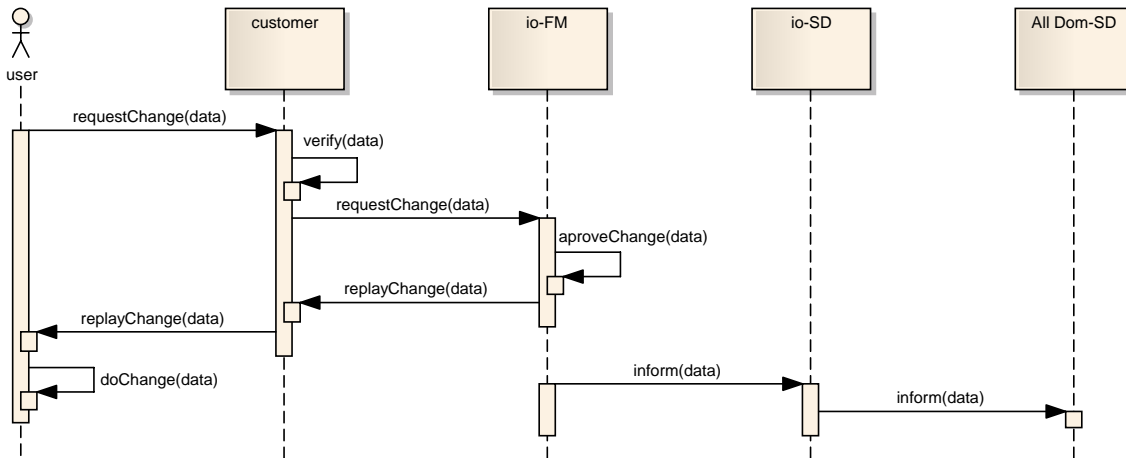 customer
io-FM
io-SD
All Dom-SD
user
requestChange(data)
verify(data)
requestChange(data)
aproveChange(data)
replayChange(data)
replayChange(data)
doChange(data)
inform(data)
inform(data)